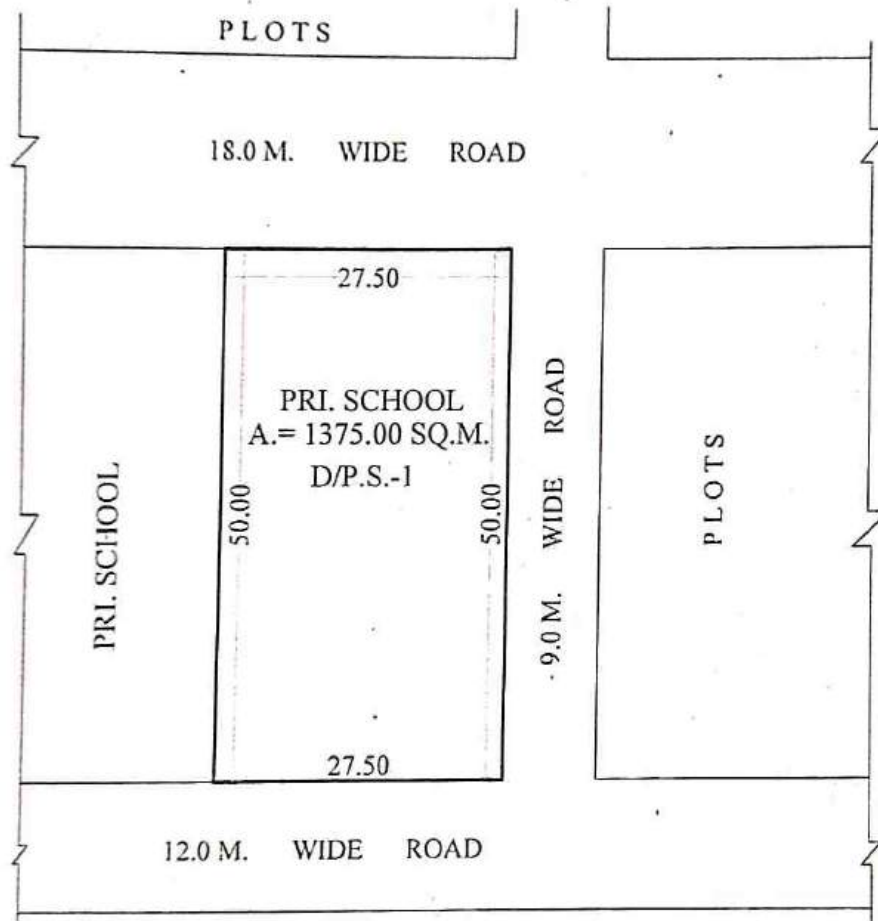 PLOTS
18.0 M. WIDE ROAD
27.50
PRI. SCHOOL
A.= 1375.00 SQ.M.
D/P.S.-1
50.00
50.00
PRI. SCHOOL
9.0 M. WIDE ROAD
PLOTS
27.50
12.0 M. WIDE ROAD